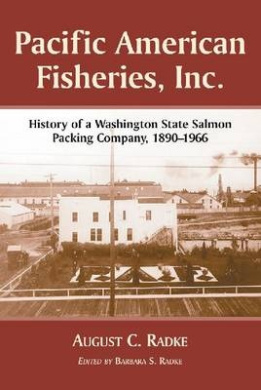 Pacific American
Fisheries, Inc.
History of a Washington State Salmon
Packing Company, 1890–1966
AUGUST C. RADKE
EDITED BY BARBARA S. RADKE